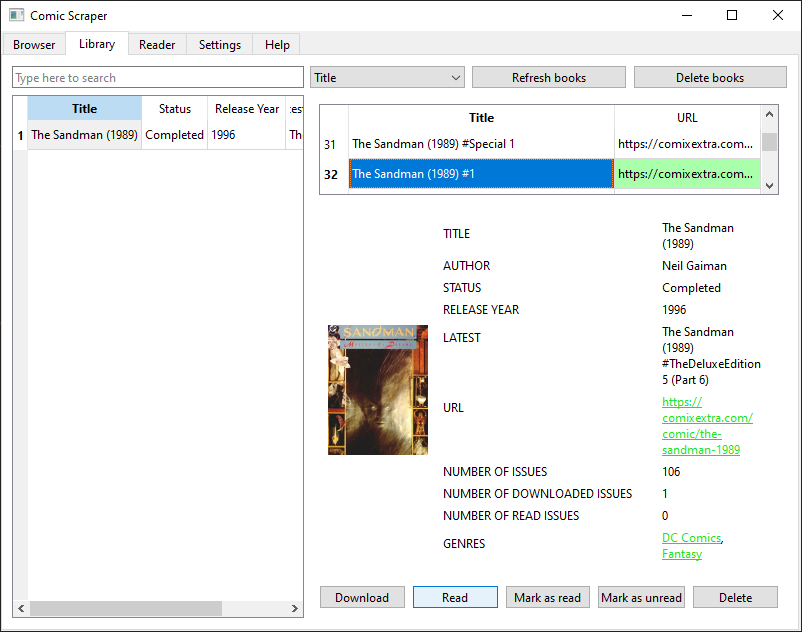 Comic Scraper
Browser Library Reader Settings Help
Type here to search
Title
Refresh books
Delete books
Title Status Release Year :est
1 The Sandman (1989) Completed 1996 Th
Title URL
31 The Sandman (1989) #Special 1 https://comixextra.com...
32 The Sandman (1989) #1 https://comixextra.com...
SANDMAN
TITLE
The Sandman
(1989)
AUTHOR Neil Gaiman
STATUS Completed
RELEASE YEAR 1996
LATEST
The Sandman
(1989)
#TheDeluxeEdition
5 (Part 6)
URL
https://
comixextra.com/
comic/the-
sandman-1989
NUMBER OF ISSUES 106
NUMBER OF DOWNLOADED ISSUES 1
NUMBER OF READ ISSUES 0
GENRES
DC Comics,
Fantasy
Download Read Mark as read Mark as unread Delete